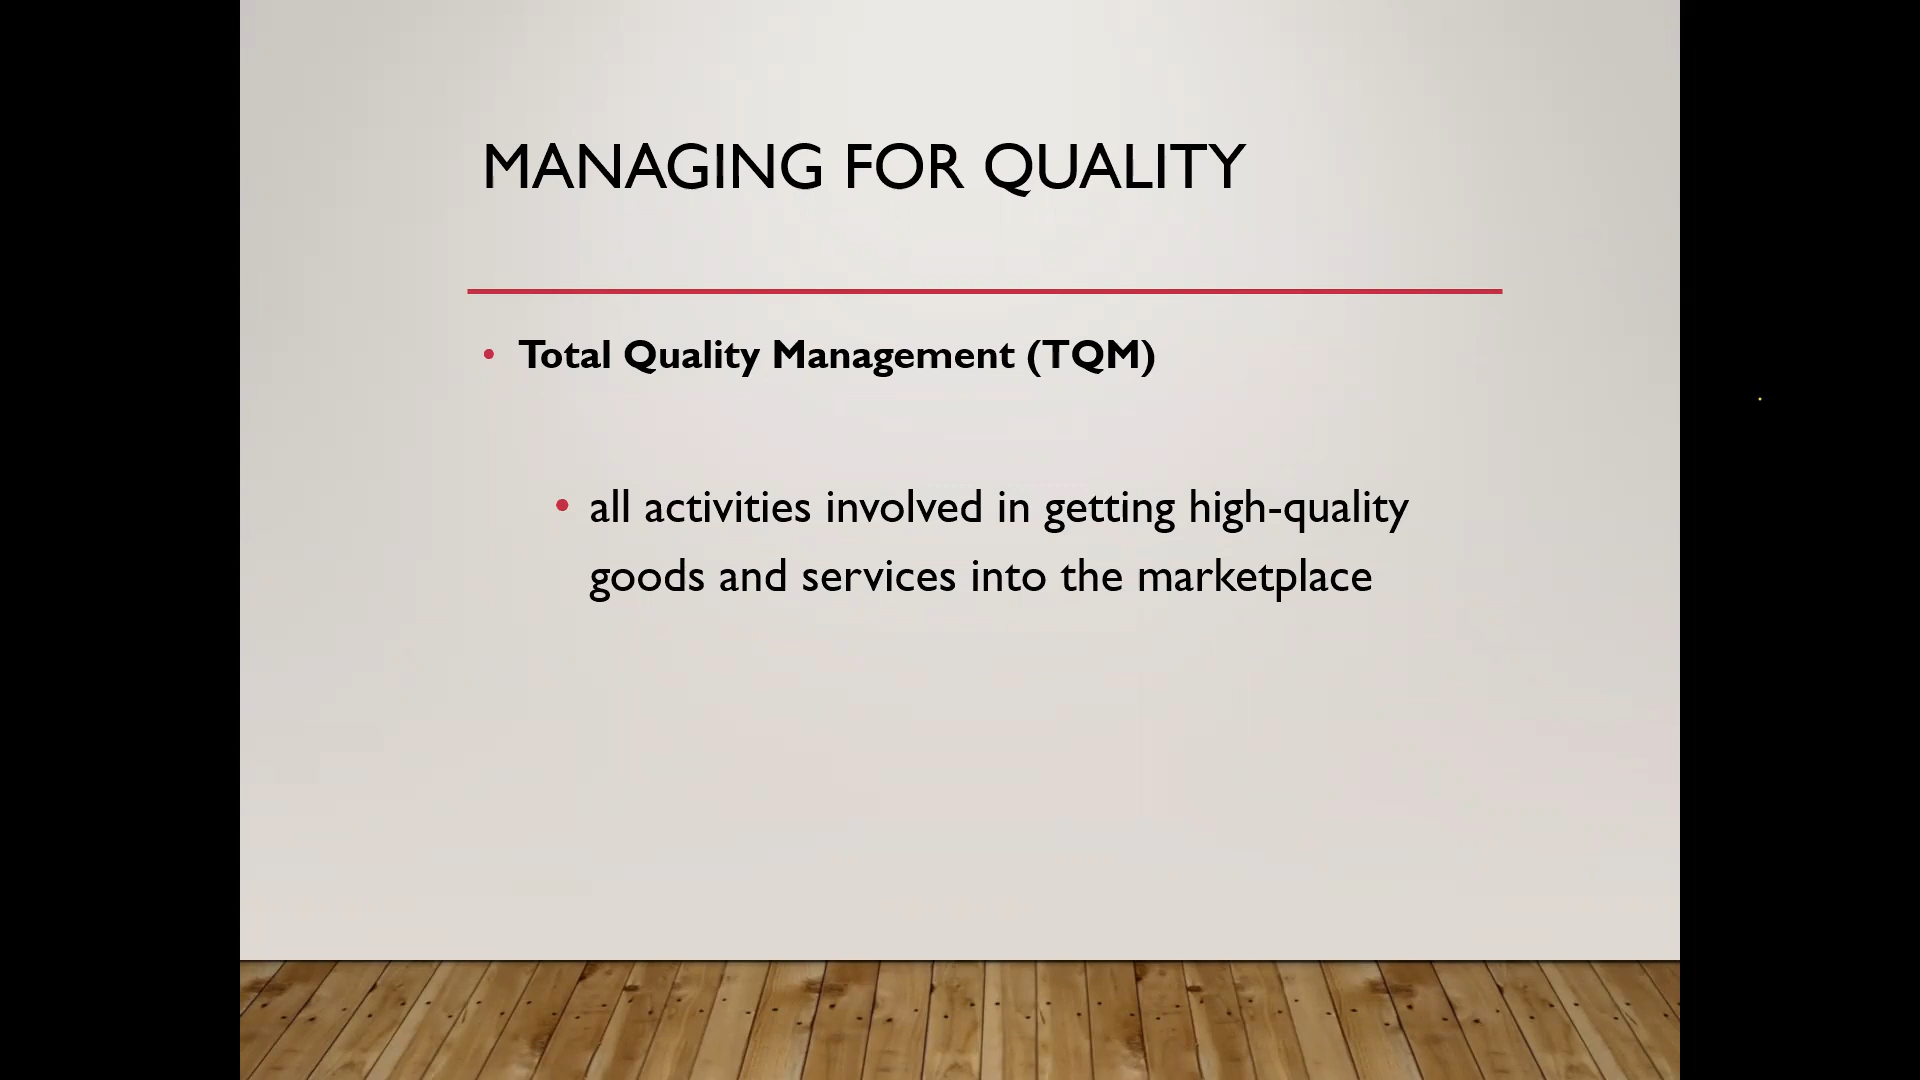 MANAGING FOR QUALITY
• Total Quality Management (TQM)
• all activities involved in getting high-quality
goods and services into the marketplace